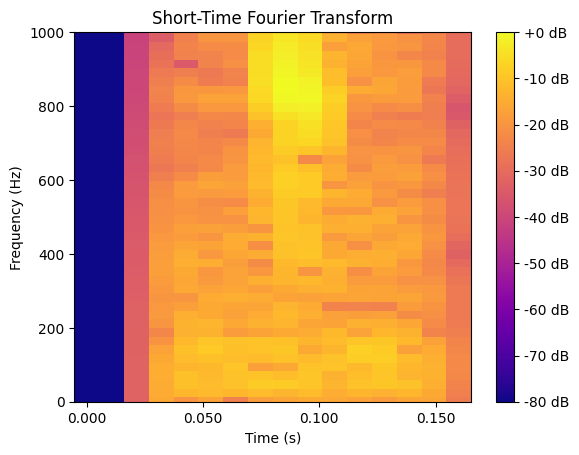 Short-Time Fourier Transform
1000
800
600
400
200
0
Frequency (Hz)
0.000
0.050
0.100
0.150
Time (s)
+0 dB
-10 dB
-20 dB
-30 dB
-40 dB
-50 dB
-60 dB
-70 dB
-80 dB